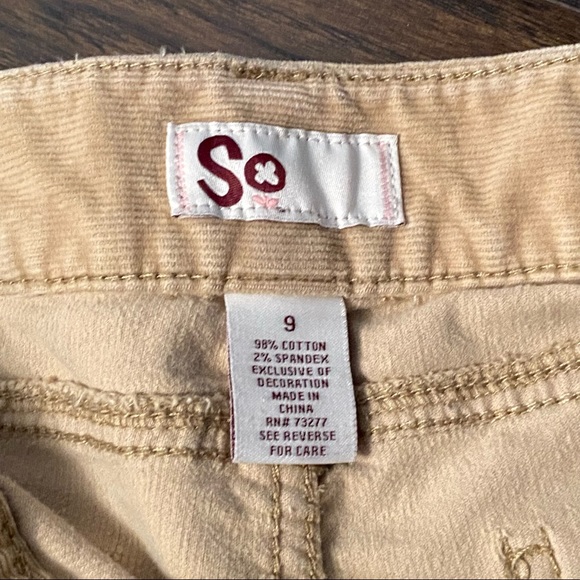 So
9
98% COTTON
2% SPANDEX
EXCLUSIVE OF
DECORATION
MADE IN
CHINA
RN# 73277
SEE REVERSE
FOR CARE